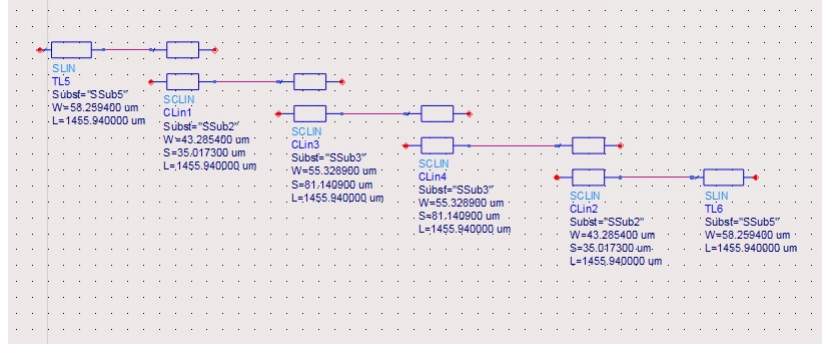 SLIN
TL5
Subst="SSub5"
W=58.259400 um
L=1455.940000 um
SCLIN
CLin1
Subst="SSub2"
W=43.285400 um
S=35.017300 um
L=1455.940000 um
SCLIN
CLin3
Subst="SSub3"
W=55.328900 um
S=81.140900 um
L=1455.940000 um
SCLIN
CLin4
Subst="SSub3"
W=55.328900 um
S=81.140900 um
L=1455.940000 um
SCLIN
CLin2
Subst="SSub2"
W=43.285400 um
S=35.017300 um
L=1455.940000 um
SLIN
TL6
Subst="SSub5"
W=58.259400 um
L=1455.940000 um